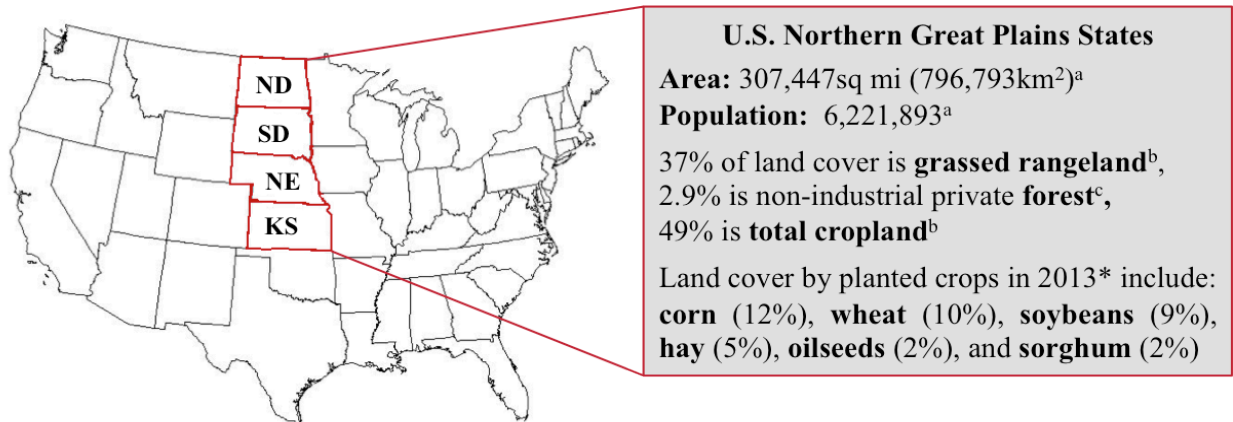 ND
SD
NE
KS
U.S. Northern Great Plains States
Area: 307,447sq mi (796,793km²)ᵃ
Population: 6,221,893ᵃ
37% of land cover is grassed rangelandᵇ,
2.9% is non-industrial private forestᶜ,
49% is total croplandᵇ
Land cover by planted crops in 2013* include:
corn (12%), wheat (10%), soybeans (9%),
hay (5%), oilseeds (2%), and sorghum (2%)